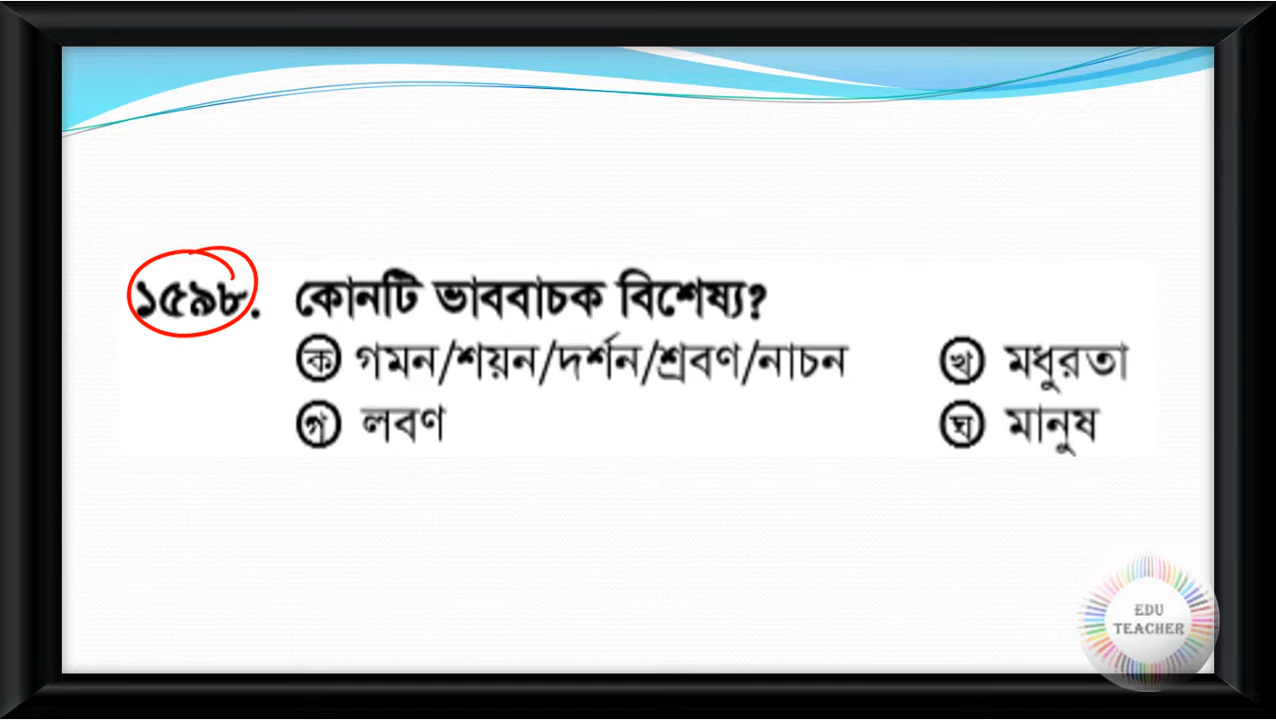 ১৫৯৮. কোনটি ভাববাচক বিশেষ্য?
ক গমন/শয়ন/দর্শন/শ্রবণ/নাচন খ মধুরতা
গ লবণ ঘ মানুষ
EDU
TEACHER